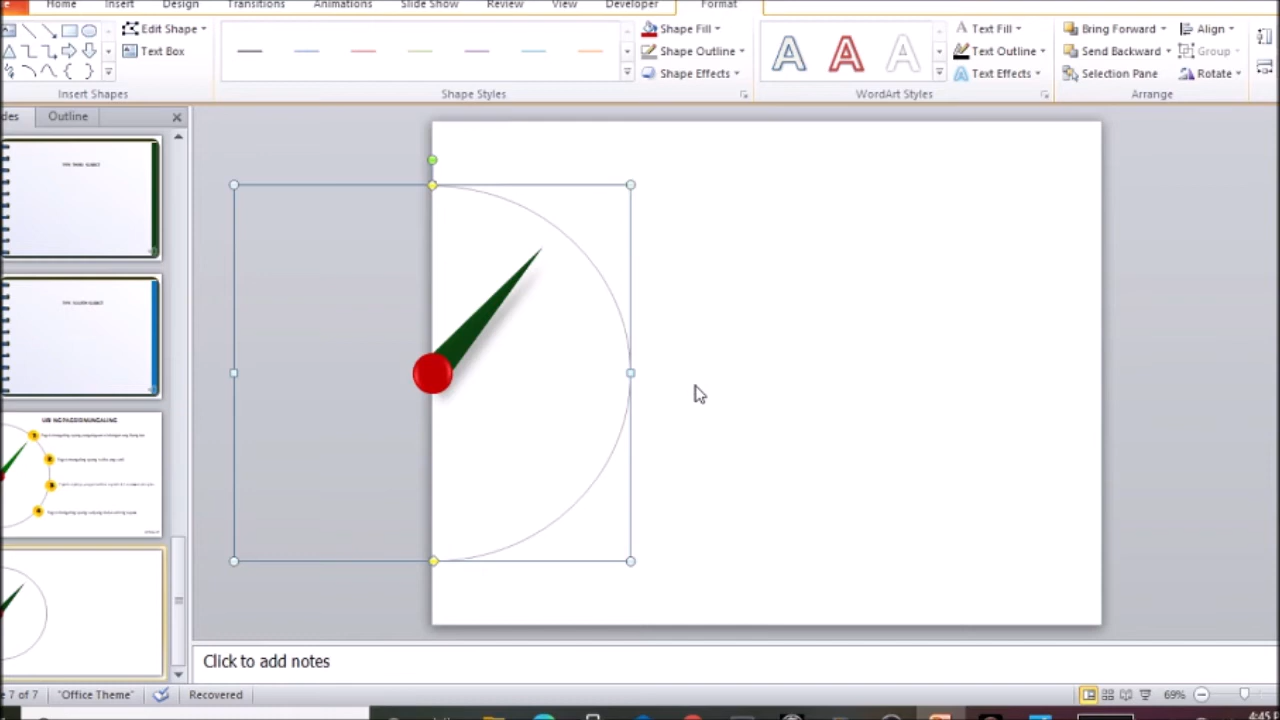 Home Insert Design Transitions Animations Slide Show Review View Developer Format
Edit Shape
Text Box
Insert Shapes
Shape Fill
Shape Outline
Shape Effects
Shape Styles
A A A
Text Fill
Text Outline
Text Effects
WordArt Styles
Bring Forward
Send Backward
Selection Pane
Align
Group
Rotate
Arrange
des Outline
Click to add notes
e 7 of 7 "Office Theme" Recovered 69%